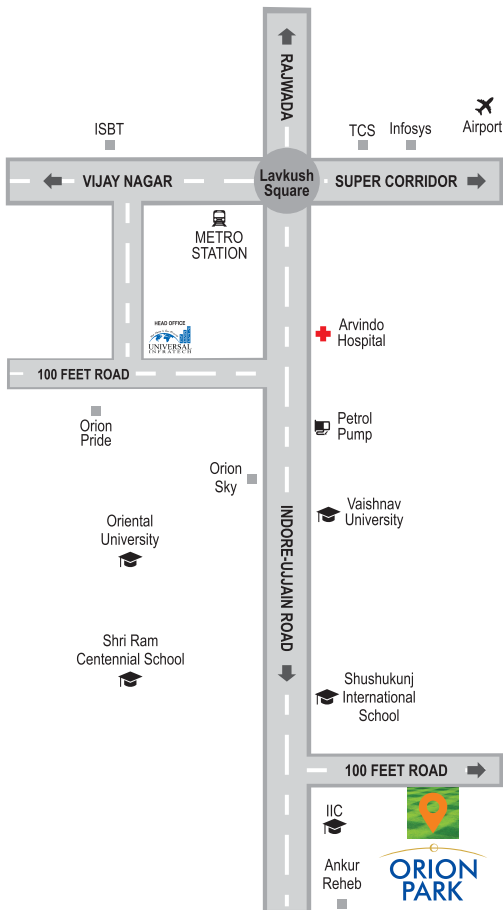 RAJWADA
ISBT
TCS
Infosys
Airport
VIJAY NAGAR
Lavkush
Square
SUPER CORRIDOR
METRO
STATION
HEAD OFFICE
UNIVERSAL
INFRATECH
Arvindo
Hospital
100 FEET ROAD
Orion
Pride
Petrol
Pump
Orion
Sky
Vaishnav
University
Oriental
University
INDORE-UJJAIN ROAD
Shri Ram
Centennial School
Shushukunj
International
School
100 FEET ROAD
IIC
Ankur
Reheb
ORION
PARK